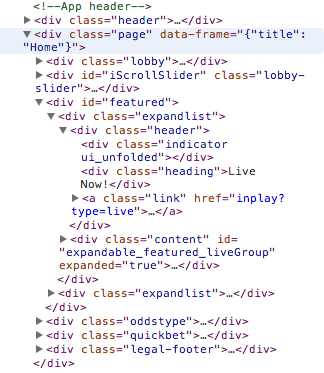 <!--App header-->
<div class="header">…</div>
<div class="page" data-frame="{"title":
"Home"}">
<div class="lobby">…</div>
<div id="iScrollSlider" class="lobby-
slider">…</div>
<div id="featured">
<div class="expandlist">
<div class="header">
<div class="indicator
ui_unfolded"></div>
<div class="heading">Live
Now!</div>
<a class="link" href="inplay?
type=live">…</a>
</div>
<div class="content" id=
"expandable_featured_liveGroup"
expanded="true">…</div>
</div>
<div class="expandlist">…</div>
</div>
<div class="oddstype">…</div>
<div class="quickbet">…</div>
<div class="legal-footer">…</div>
</div>